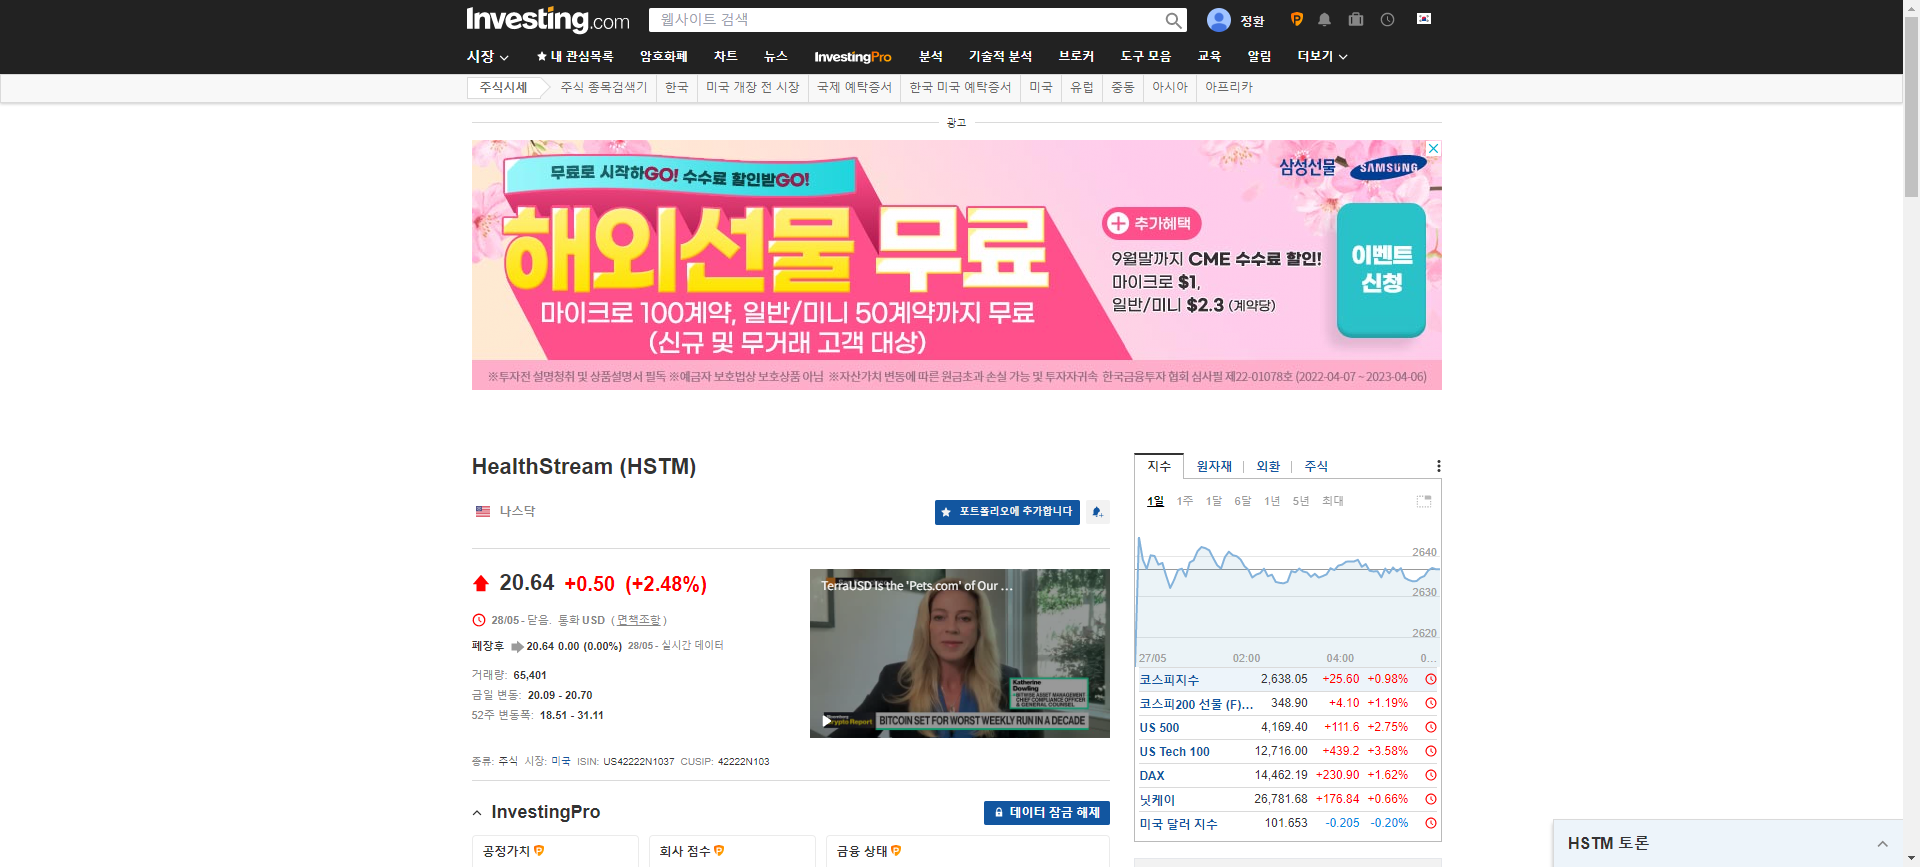 Investing.com
웹사이트 검색
정환
시장
내 관심목록
암호화폐
차트
뉴스
InvestingPro
분석
기술적 분석
브로커
도구 모음
교육
알림
더보기
주식시세
주식 종목검색기
한국
미국 개장 전 시장
국제 예탁증서
한국 미국 예탁증서
미국
유럽
중동
아시아
아프리카
광고
무료로 시작하GO! 수수료 할인받GO!
해외선물 무료
마이크로 100계약, 일반/미니 50계약까지 무료
(신규 및 무거래 고객 대상)
삼성선물 SAMSUNG
추가혜택
9월말까지 CME 수수료 할인!
마이크로 $1,
일반/미니 $2.3 (계약당)
이벤트
신청
※투자전 설명청취 및 상품설명서 필독 ※예금자 보호법상 보호상품 아님 ※자산가치 변동에 따른 원금초과 손실 가능 및 투자자귀속 한국금융투자 협회 심사필 제22-01078호 (2022-04-07 ~ 2023-04-06)
HealthStream (HSTM)
나스닥
포트폴리오에 추가합니다
20.64 +0.50 (+2.48%)
28/05 - 닫음. 통화 USD ( 면책조항 )
폐장후 20.64 0.00 (0.00%) 28/05 - 실시간 데이터
거래량: 65,401
금일 변동: 20.09 - 20.70
52주 변동폭: 18.51 - 31.11
TerraUSD Is the 'Pets.com' of Our ...
Katherine
Dowling
BITWISE ASSET MANAGEMENT
CHIEF COMPLIANCE OFFICER
& GENERAL COUNSEL
Crypto Report
BITCOIN SET FOR WORST WEEKLY RUN IN A DECADE
종류: 주식 시장: 미국 ISIN: US42222N1037 CUSIP: 42222N103
InvestingPro
데이터 잠금 해제
공정가치
회사 점수
금융 상태
지수
원자재
외환
주식
1일 1주 1달 6달 1년 5년 최대
2640
2630
2620
27/05 02:00 04:00 0...
코스피지수 2,638.05 +25.60 +0.98%
코스피200 선물 (F)... 348.90 +4.10 +1.19%
US 500 4,169.40 +111.6 +2.75%
US Tech 100 12,716.00 +439.2 +3.58%
DAX 14,462.19 +230.90 +1.62%
닛케이 26,781.68 +176.84 +0.66%
미국 달러 지수 101.653 -0.205 -0.20%
HSTM 토론